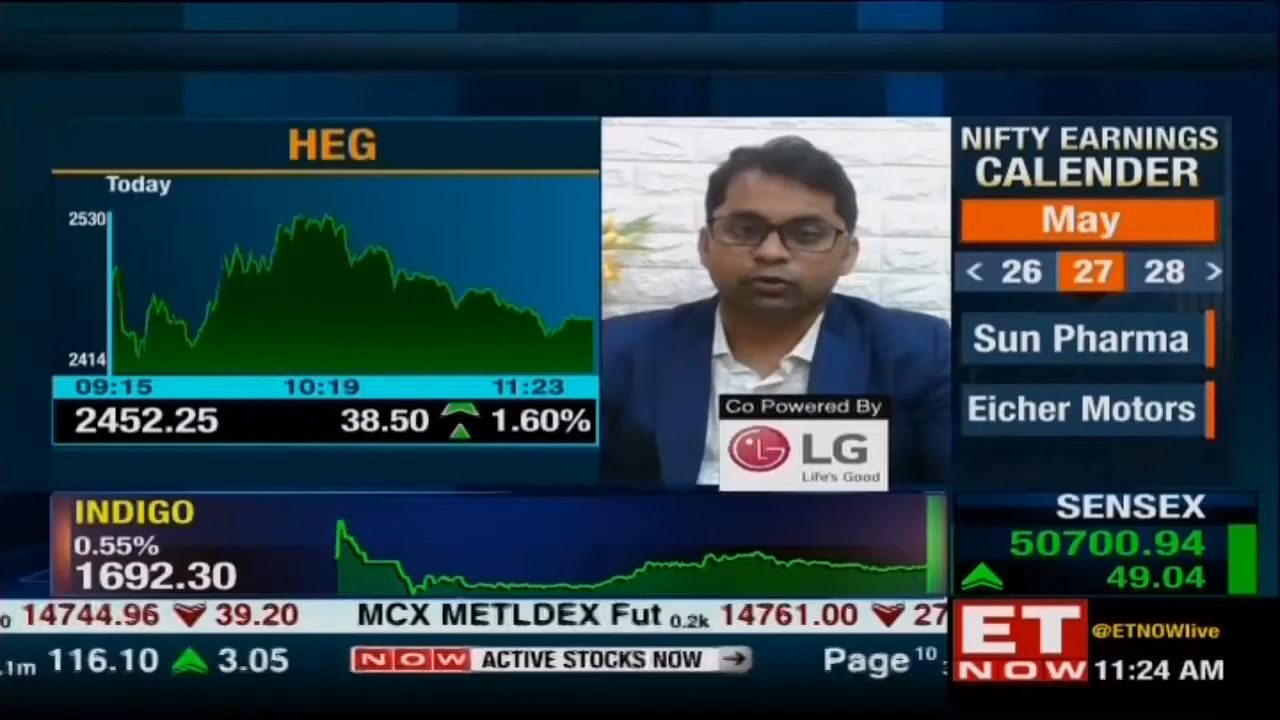 HEG
Today
2530
2414
09:15 10:19 11:23
2452.25 38.50 1.60%
Co Powered By
LG
Life's Good
NIFTY EARNINGS
CALENDER
May
< 26 27 28 >
Sun Pharma
Eicher Motors
INDIGO
0.55%
1692.30
SENSEX
50700.94
49.04
14744.96 39.20 MCX METLDEX Fut 0.2k 14761.00 27
.1m 116.10 3.05 NOW ACTIVE STOCKS NOW Page 10
ET
NOW
@ETNOWlive
11:24 AM